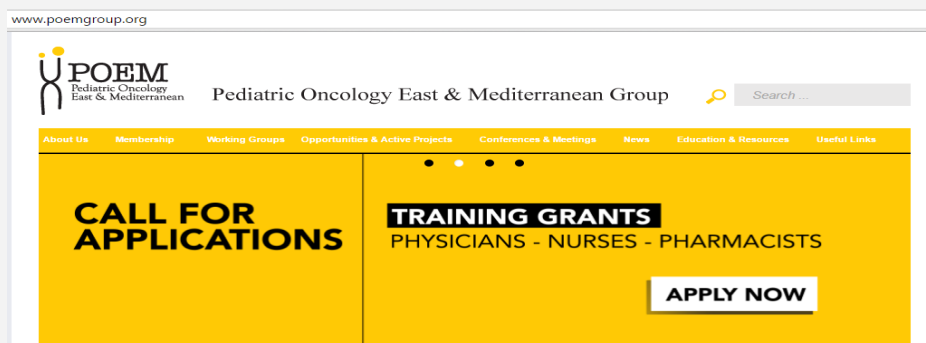 www.poemgroup.org
POEM
Pediatric Oncology
East & Mediterranean
Pediatric Oncology East & Mediterranean Group
Search ...
About Us Membership Working Groups Opportunities & Active Projects Conferences & Meetings News Education & Resources Useful Links
CALL FOR
APPLICATIONS
TRAINING GRANTS
PHYSICIANS - NURSES - PHARMACISTS
APPLY NOW